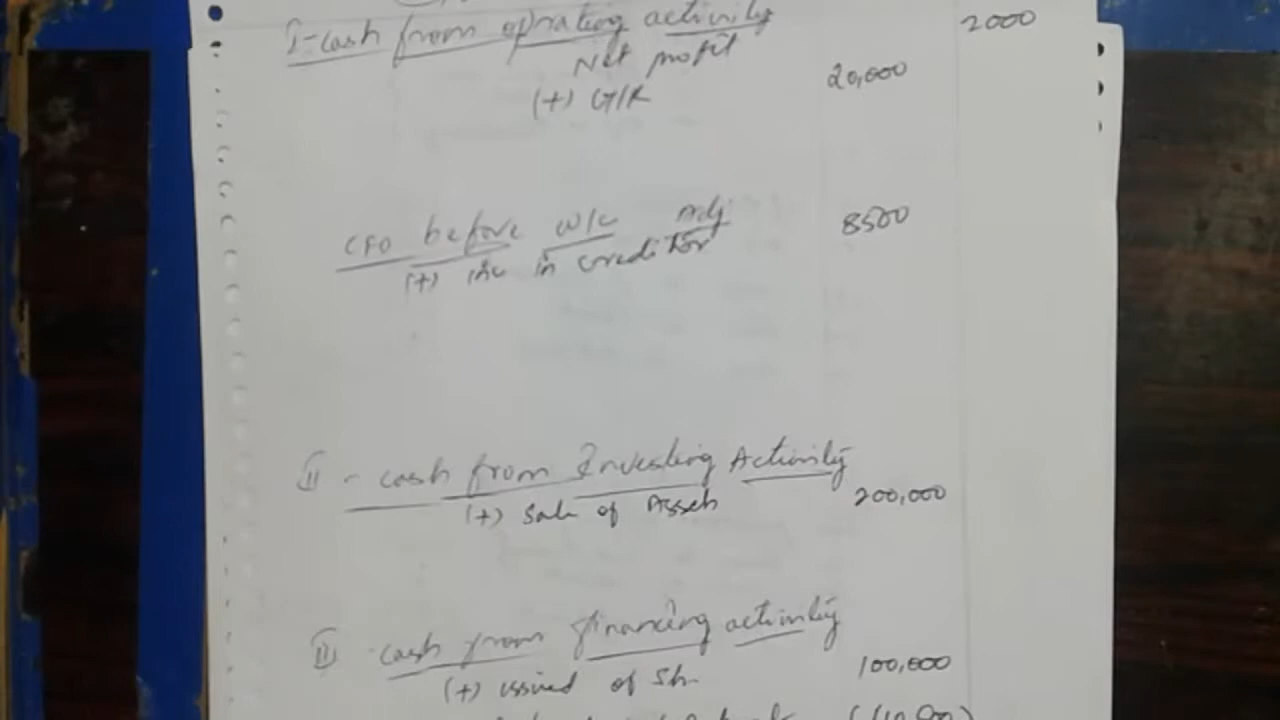 I - cash from operating activity
Net profit 2000
(+) G/R 20,000
CFO before w/c Adj
(+) inc in creditor 8500
II - cash from Investing Activity
(+) Sale of Assets 200,000
II cash from financing activity
(+) issued of Sh. 100,000